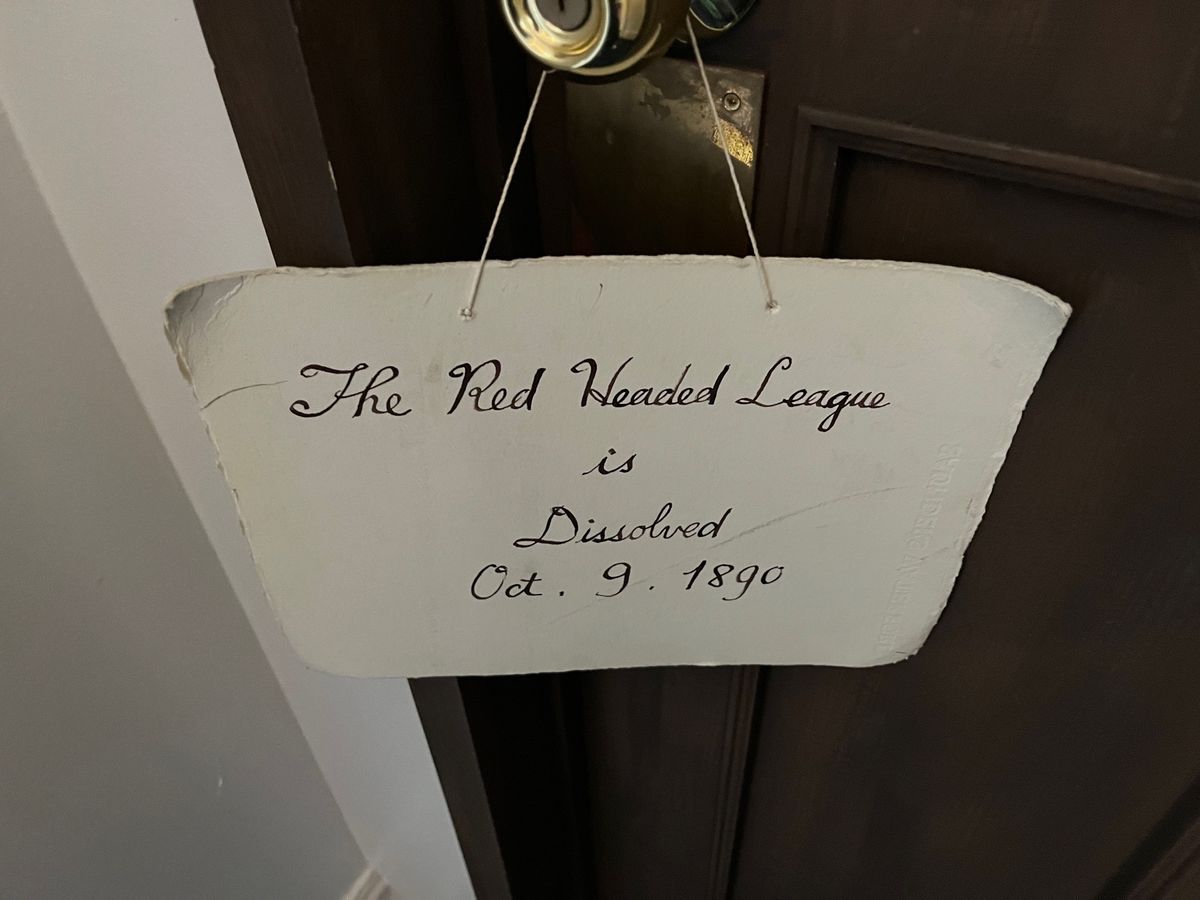 The Red Headed League
is
Dissolved
Oct. 9. 1890